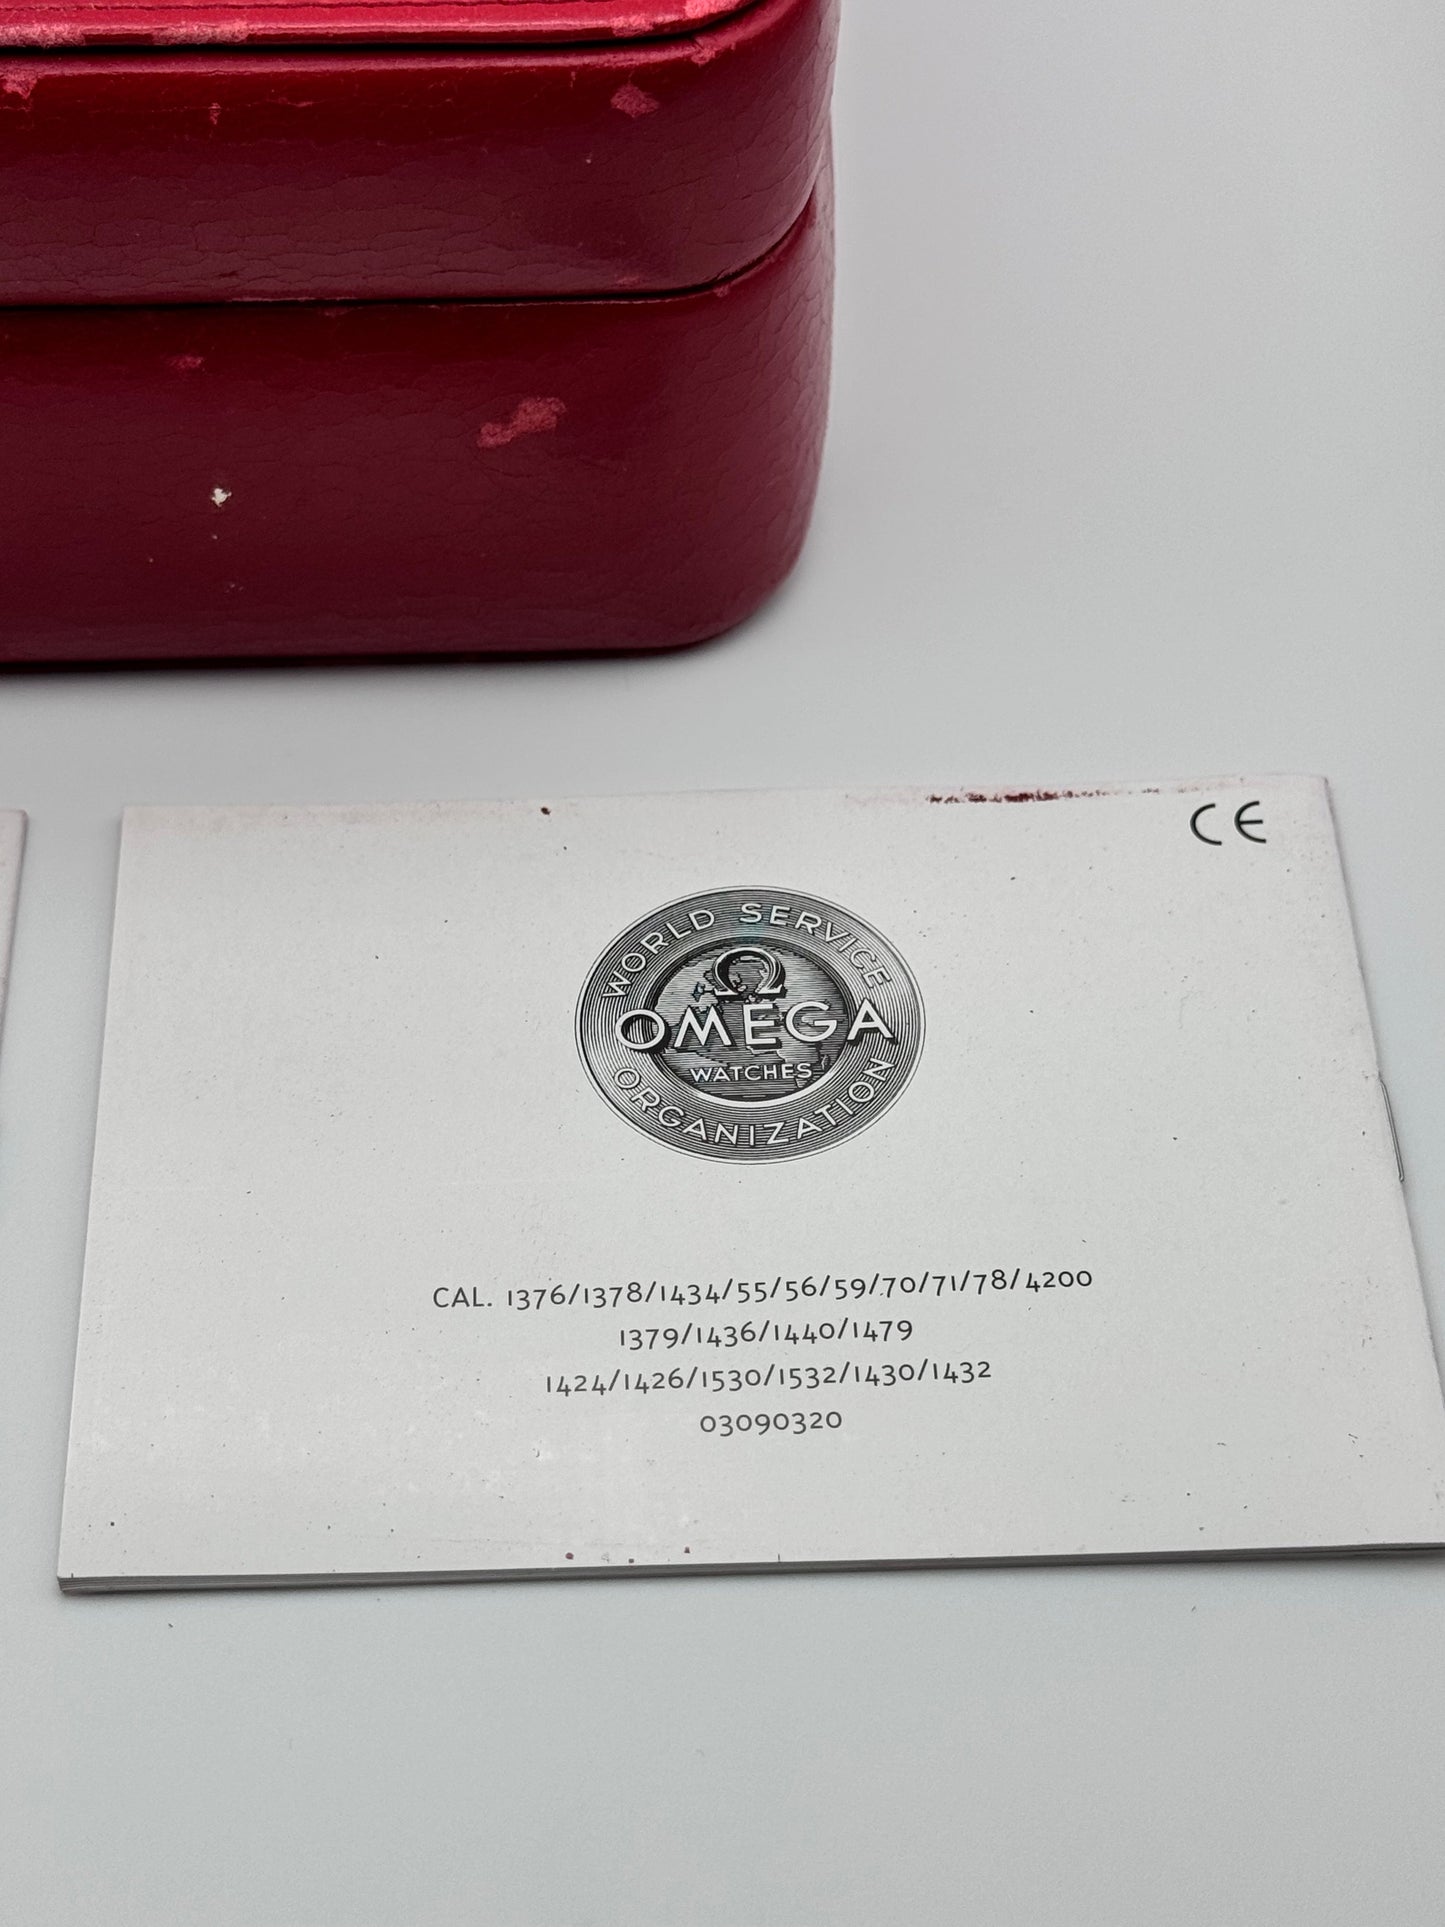 CE
WORLD SERVICE
Ω
OMEGA
WATCHES
ORGANIZATION
CAL. 1376/1378/1434/55/56/59/70/71/78/4200
1379/1436/1440/1479
1424/1426/1530/1532/1430/1432
03090320